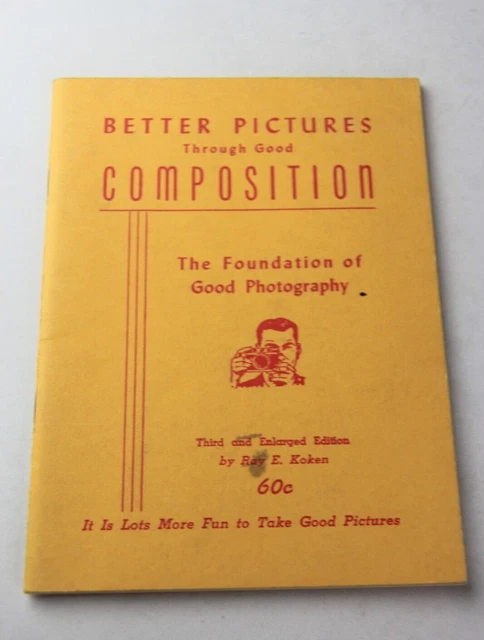 BETTER PICTURES
Through Good
COMPOSITION
The Foundation of
Good Photography
Third and Enlarged Edition
by Roy E. Koken
60c
It Is Lots More Fun to Take Good Pictures